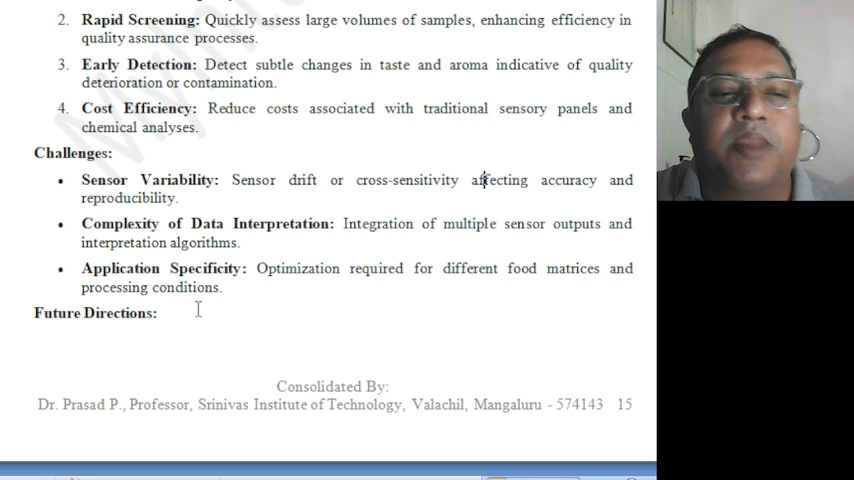 2. Rapid Screening: Quickly assess large volumes of samples, enhancing efficiency in
quality assurance processes.
3. Early Detection: Detect subtle changes in taste and aroma indicative of quality
deterioration or contamination.
4. Cost Efficiency: Reduce costs associated with traditional sensory panels and
chemical analyses.
Challenges:
• Sensor Variability: Sensor drift or cross-sensitivity affecting accuracy and
reproducibility.
• Complexity of Data Interpretation: Integration of multiple sensor outputs and
interpretation algorithms.
• Application Specificity: Optimization required for different food matrices and
processing conditions.
Future Directions:
Consolidated By:
Dr. Prasad P., Professor, Srinivas Institute of Technology, Valachil, Mangaluru - 574143 15